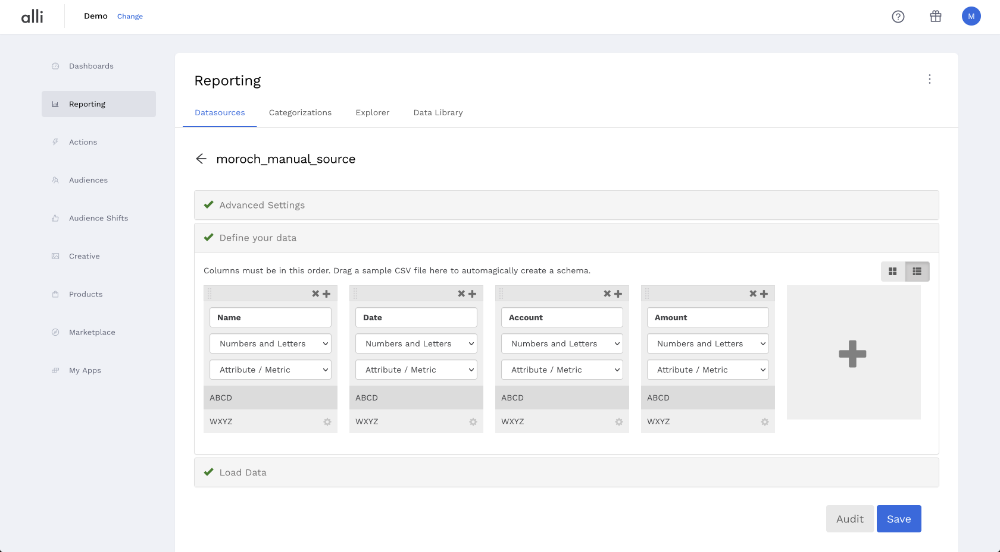 alli
Demo Change
M
Dashboards
Reporting
Actions
Audiences
Audience Shifts
Creative
Products
Marketplace
My Apps
Reporting
Datasources Categorizations Explorer Data Library
moroch_manual_source
Advanced Settings
Define your data
Columns must be in this order. Drag a sample CSV file here to automagically create a schema.
Name Date Account Amount
Numbers and Letters Numbers and Letters Numbers and Letters Numbers and Letters
Attribute / Metric Attribute / Metric Attribute / Metric Attribute / Metric
ABCD ABCD ABCD ABCD
WXYZ WXYZ WXYZ WXYZ
Load Data
Audit Save